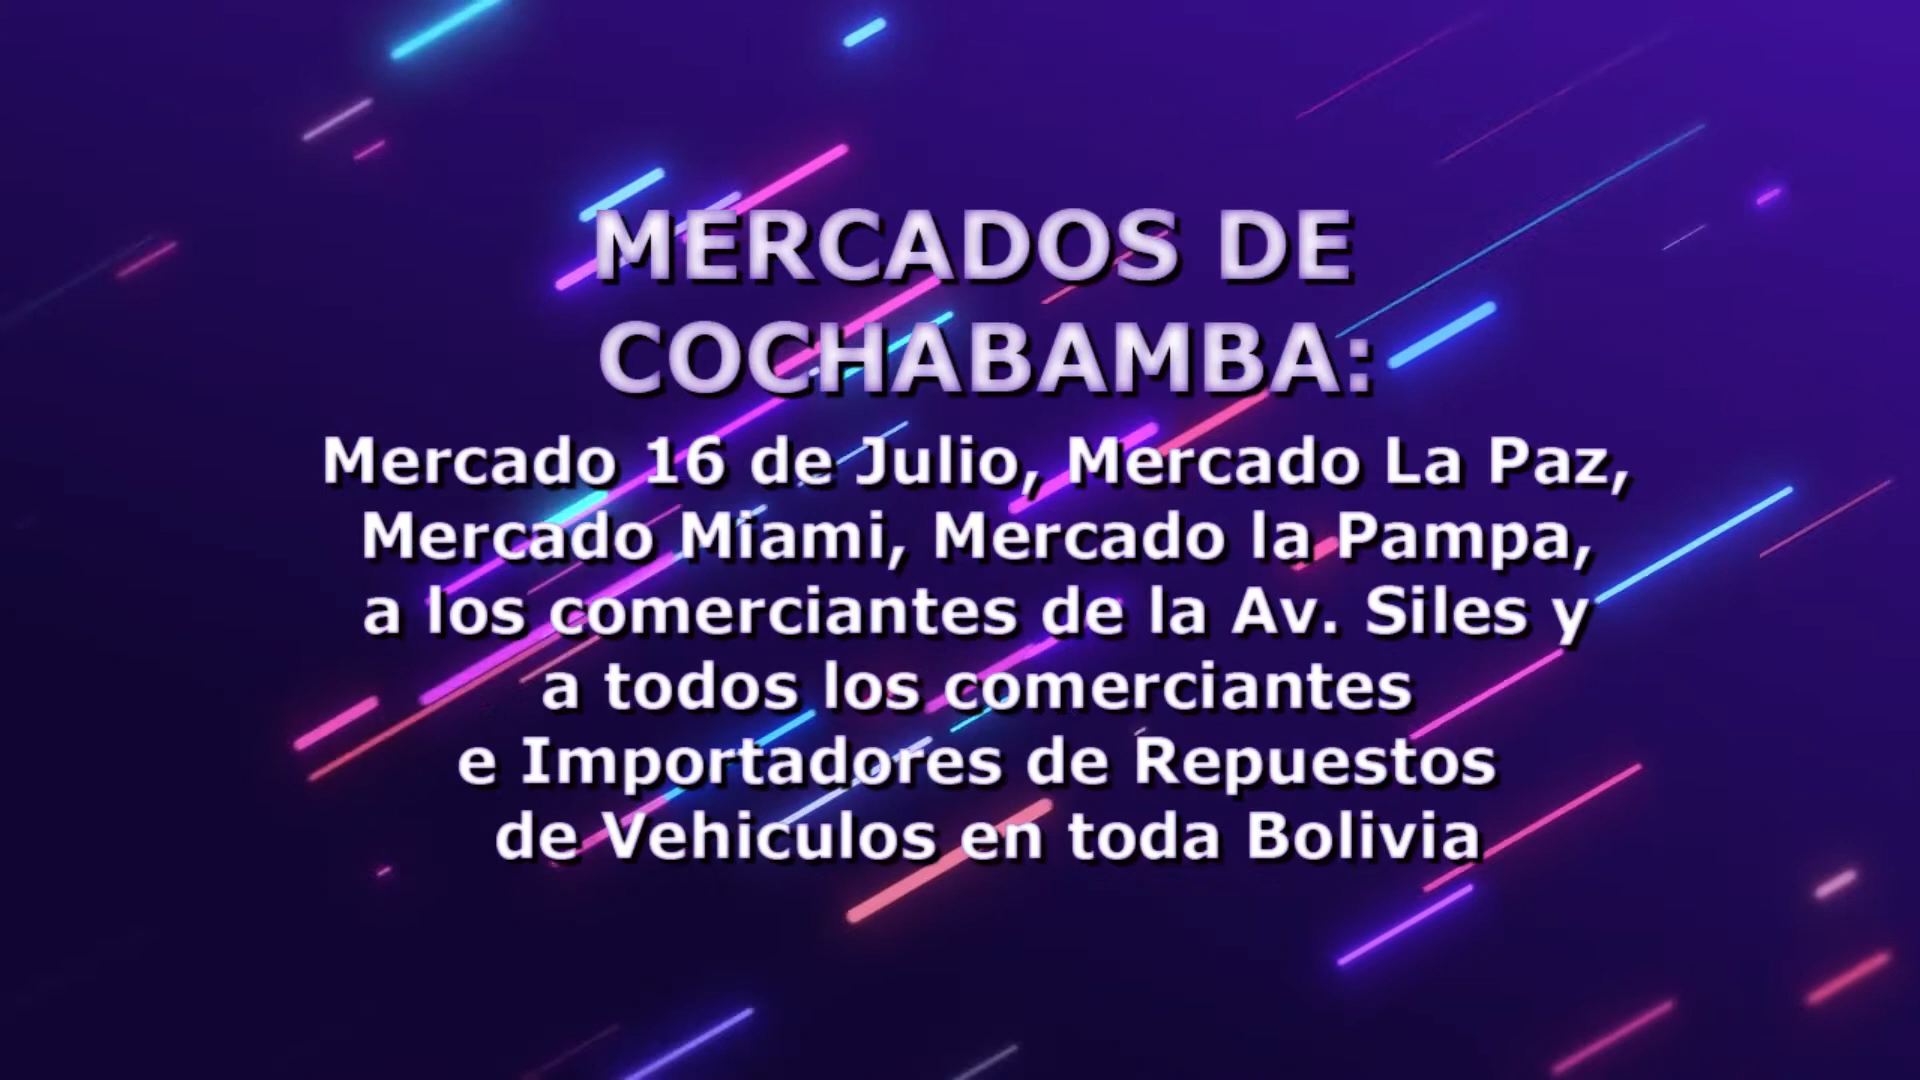 MERCADOS DE
COCHABAMBA:
Mercado 16 de Julio, Mercado La Paz,
Mercado Miami, Mercado la Pampa,
a los comerciantes de la Av. Siles y
a todos los comerciantes
e Importadores de Repuestos
de Vehiculos en toda Bolivia